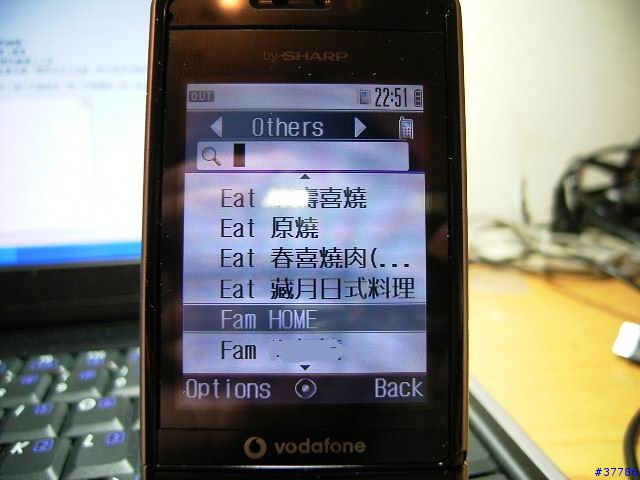 by SHARP
OUT 22:51
Others
Eat 壽喜燒
Eat 原燒
Eat 春喜燒肉(...
Eat 藏月日式料理
Fam HOME
Fam
Options Back
vodafone
#37786